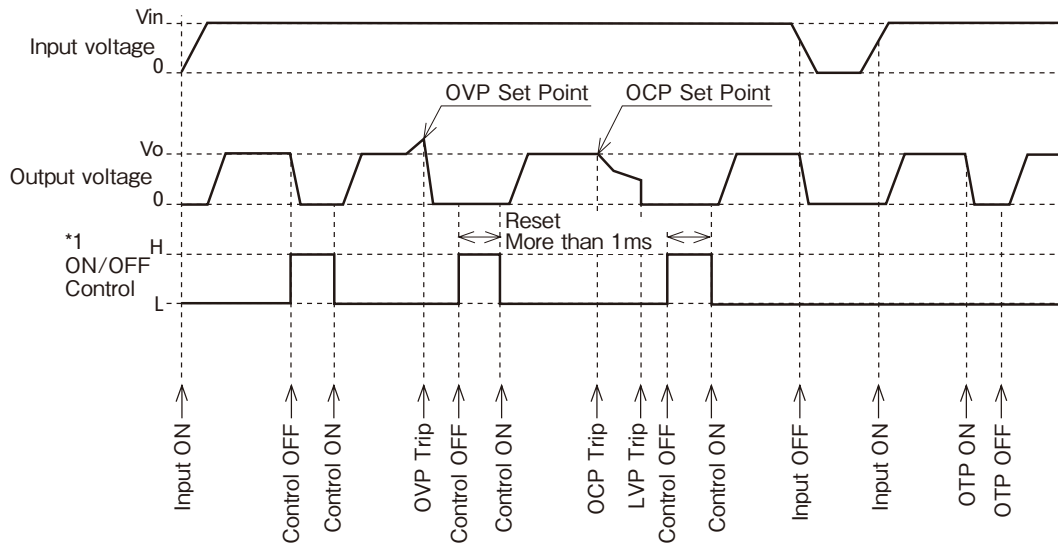 Vin
Input voltage
0
OVP Set Point
OCP Set Point
Vo
Output voltage
0
Reset
More than 1ms
*1
ON/OFF
Control
H
L
Input ON
Control OFF
Control ON
OVP Trip
Control OFF
Control ON
OCP Trip
LVP Trip
Control OFF
Control ON
Input OFF
Input ON
OTP ON
OTP OFF